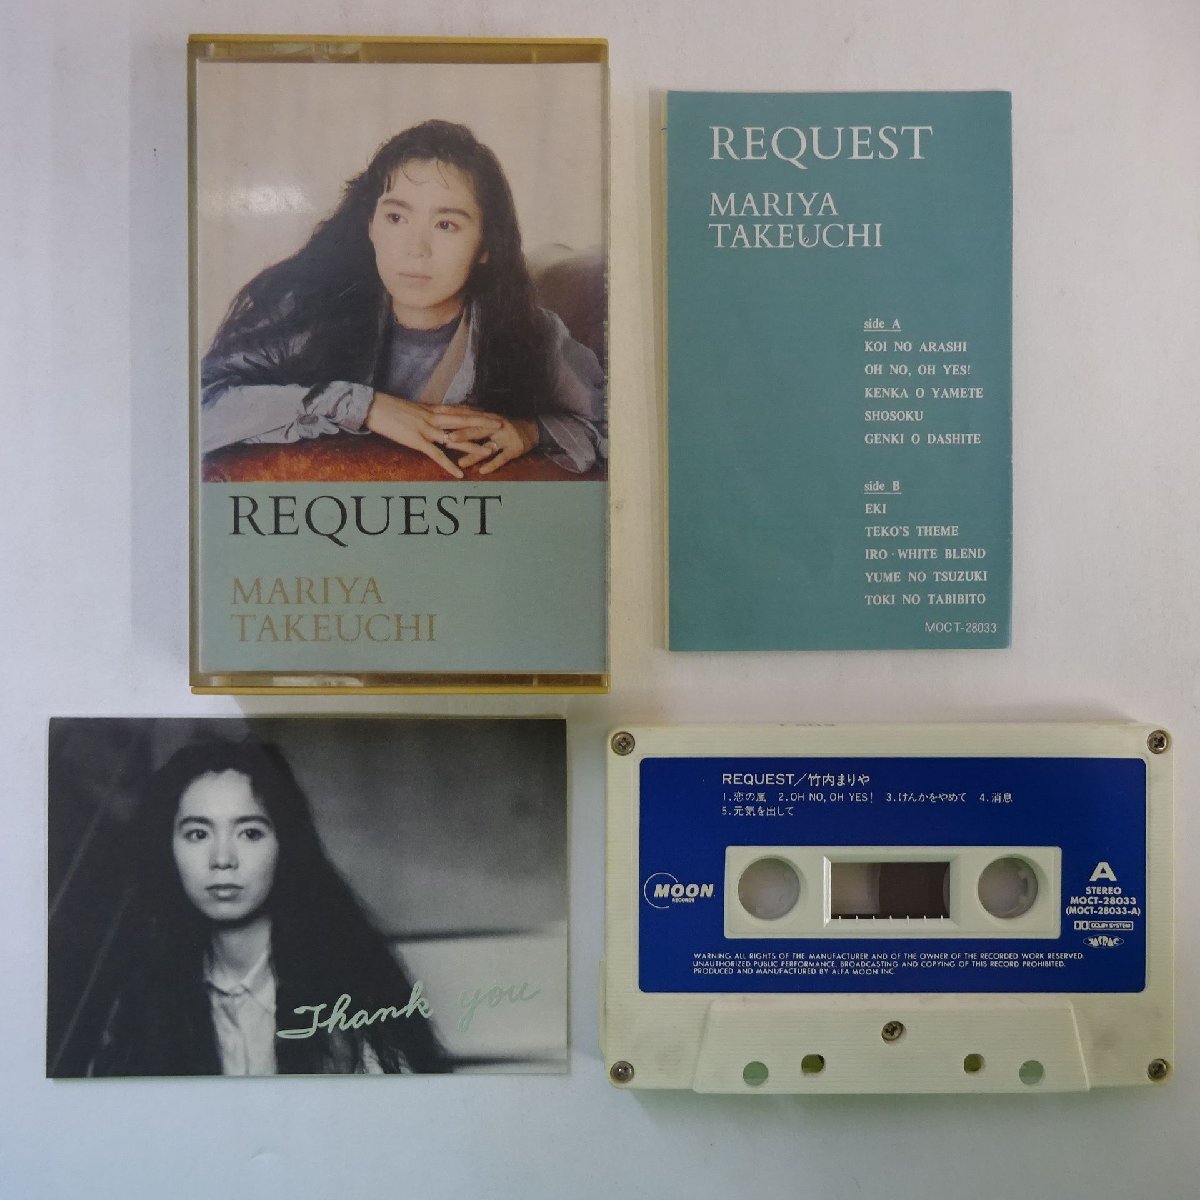 REQUEST
MARIYA
TAKEUCHI
REQUEST
MARIYA
TAKEUCHI
side A
KOI NO ARASHI
OH NO, OH YES!
KENKA O YAMETE
SHOSOKU
GENKI O DASHITE
side B
EKI
TEKO'S THEME
IRO · WHITE BLEND
YUME NO TSUZUKI
TOKI NO TABIBITO
MOCT-28033
Thank you
REQUEST/竹内まりや
1.恋の嵐 2.OH NO, OH YES! 3.けんかをやめて 4.消息
5.元気を出して
MOON
RECORDS
A
STEREO
MOCT-28033
(MOCT-28033-A)
DOLBY SYSTEM
WARNING: ALL RIGHTS OF THE MANUFACTURER AND OF THE OWNER OF THE RECORDED WORK RESERVED.
UNAUTHORIZED PUBLIC PERFORMANCE, BROADCASTING AND COPYING OF THIS RECORD PROHIBITED.
PRODUCED AND MANUFACTURED BY ALFA MOON INC.